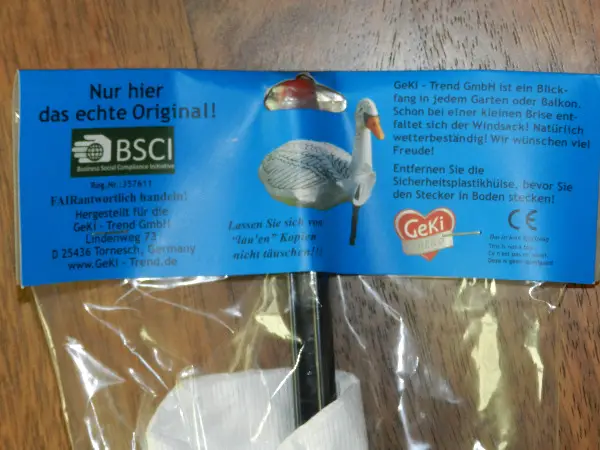 Nur hier
das echte Original!
BSCI
Business Social Compliance Initiative
Reg.Nr.:357611
FAIRantwortlich handeln!
Hergestellt für die
GeKi - Trend GmbH
Lindenweg 73
D 25436 Tornesch, Germany
www.GeKi - Trend.de
Lassen Sie sich von
"lau'en" Kopien
nicht täuschen!!!
GeKi - Trend GmbH ist ein Blick-
fang in jedem Garten oder Balkon.
Schon bei einer kleinen Brise ent-
faltet sich der Windsack! Natürlich
wetterbeständig! Wir wünschen viel
Freude!
Entfernen Sie die
Sicherheitsplastikhülse, bevor Sie
den Stecker in Boden stecken!
GeKi
CE
This is not a